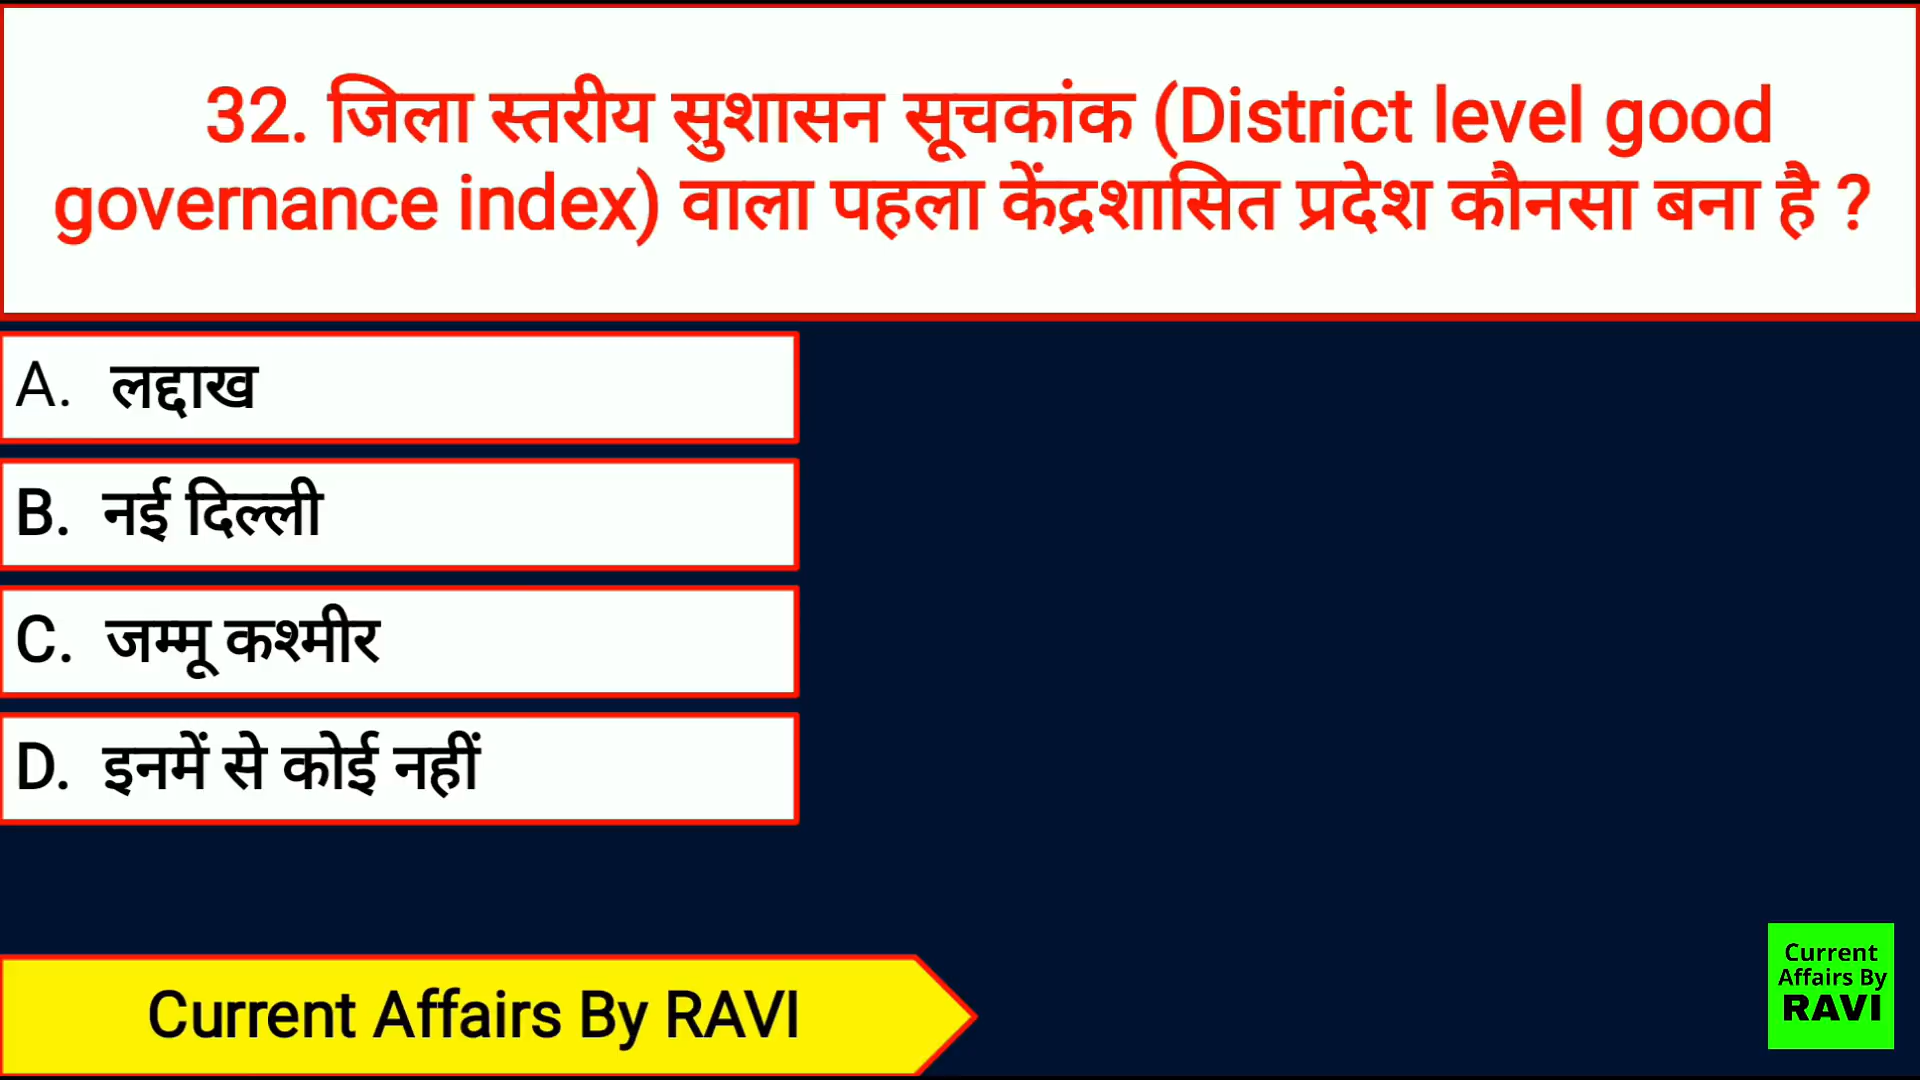 32. जिला स्तरीय सुशासन सूचकांक (District level good
governance index) वाला पहला केंद्रशासित प्रदेश कौनसा बना है ?
A. लद्दाख
B. नई दिल्ली
C. जम्मू कश्मीर
D. इनमें से कोई नहीं
Current Affairs By RAVI
Current
Affairs By
RAVI